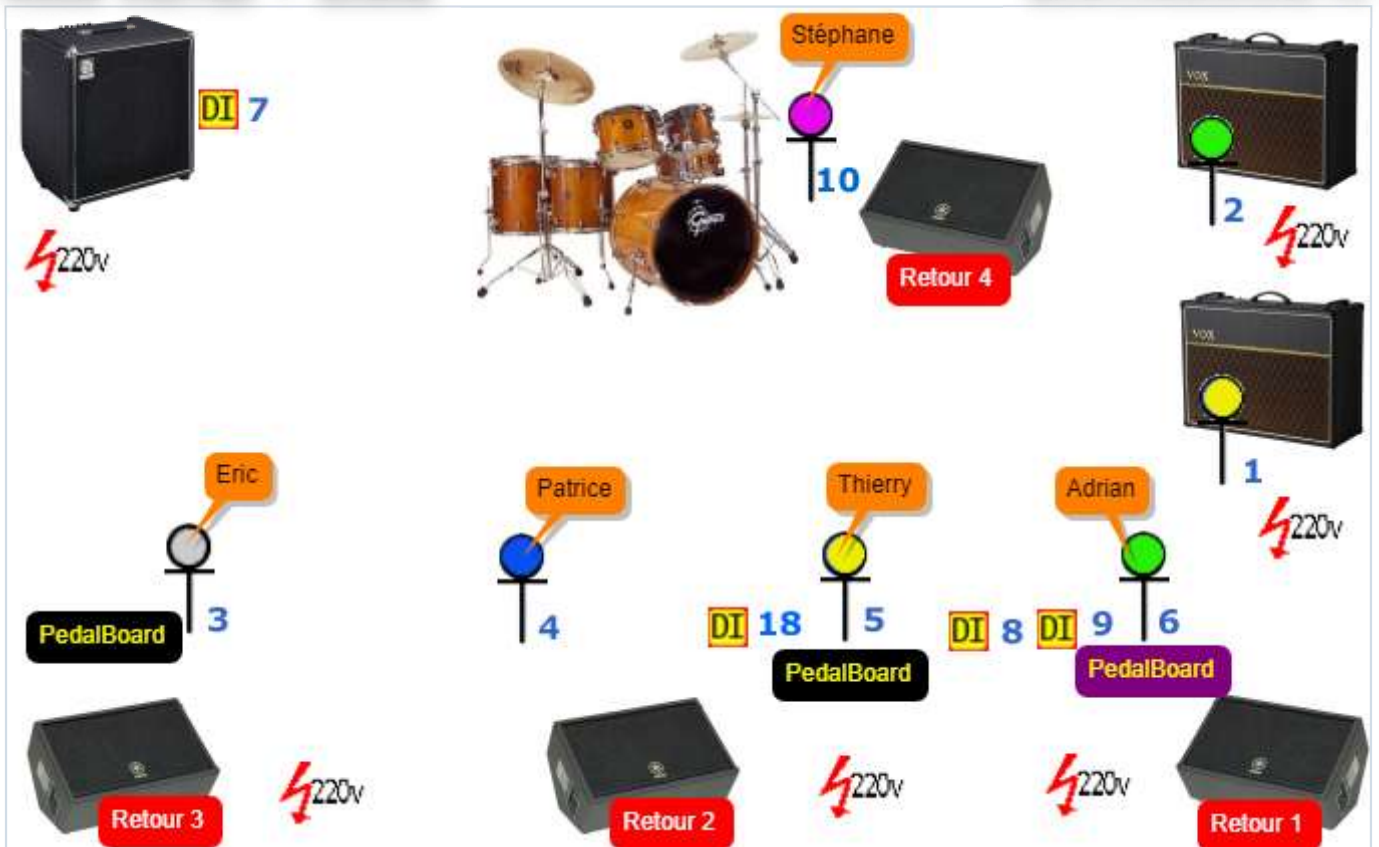 Stéphane
VOX
DI 7
10
2
220v
220v
Retour 4
VOX
Gretsch
1
Eric
Patrice
Thierry
Adrian
220v
3
4
DI 18
5
DI 8
DI 9
6
PedalBoard
PedalBoard
PedalBoard
220v
220v
220v
Retour 3
Retour 2
Retour 1